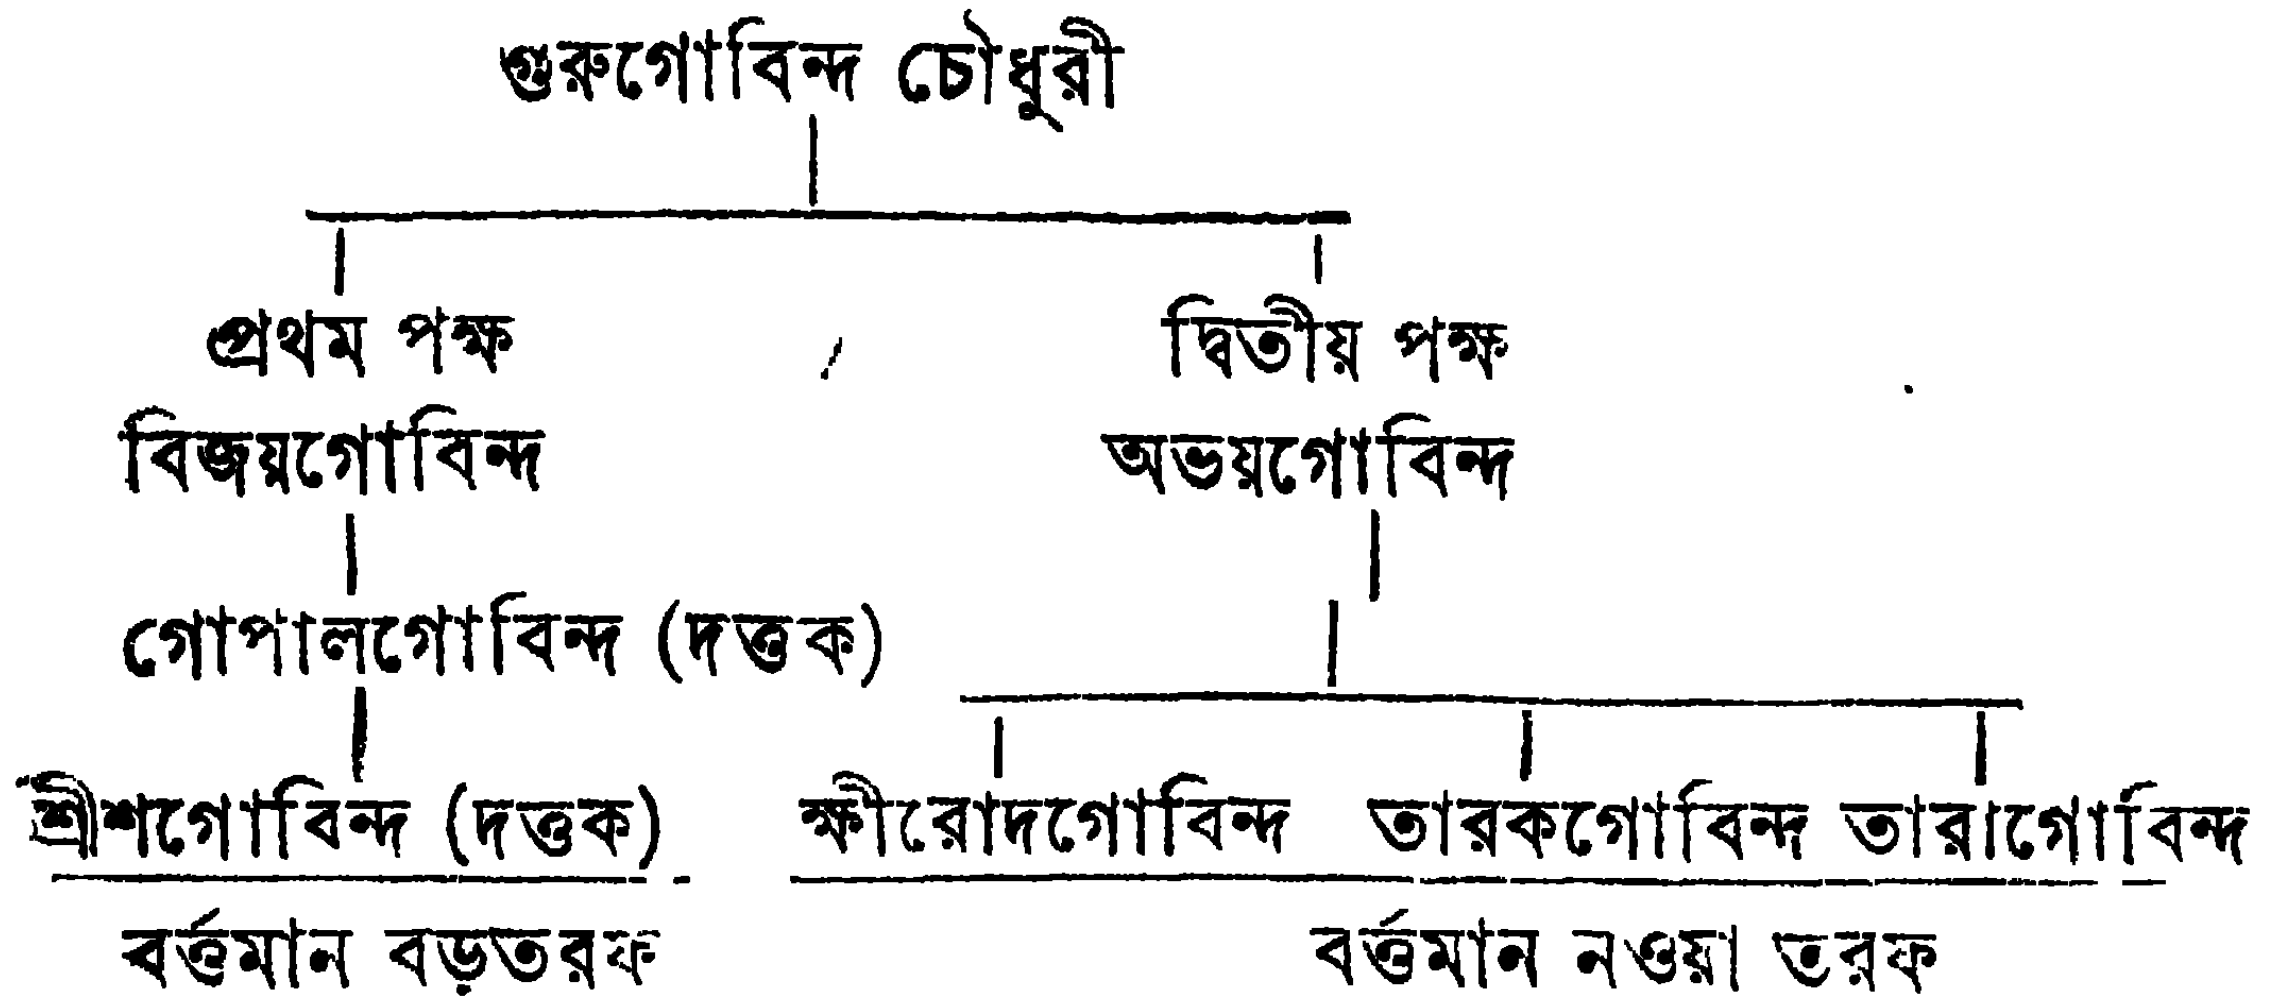 গুরুগোবিন্দ চৌধুরী
প্রথম পক্ষ দ্বিতীয় পক্ষ
বিজয়গোবিন্দ অভয়গোবিন্দ
গোপালগোবিন্দ (দত্তক)
শ্রীশগোবিন্দ (দত্তক) ক্ষীরোদগোবিন্দ তারকগোবিন্দ তারাগোবিন্দ
বর্ত্তমান বড়তরফ বর্ত্তমান নওয়া তরফ